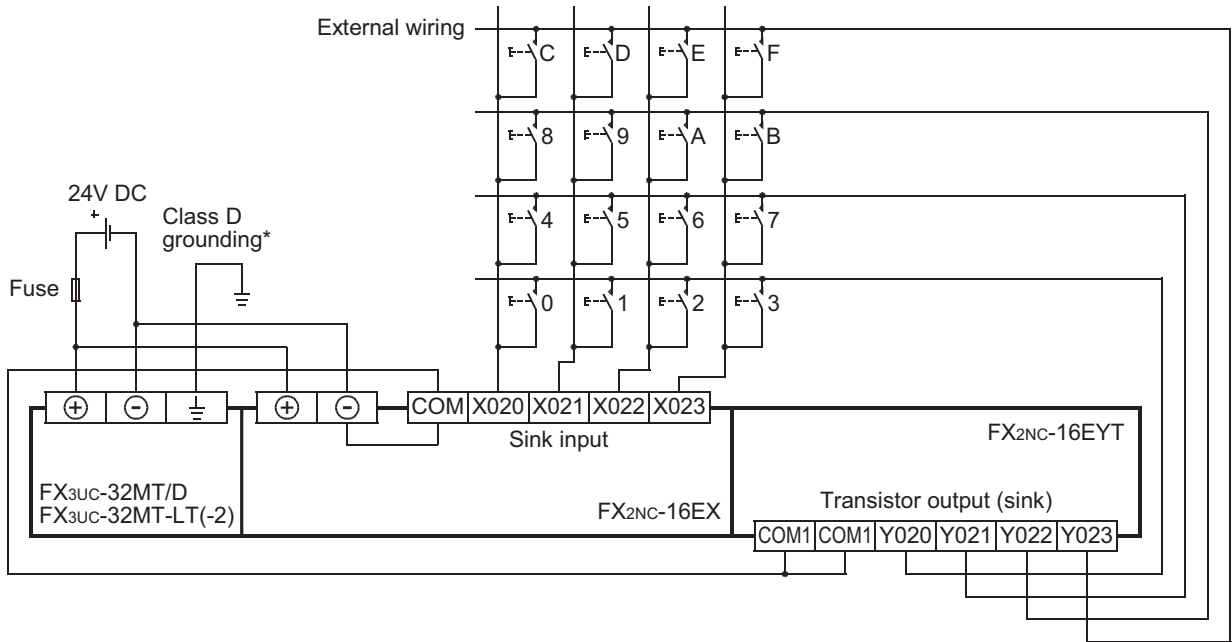 External wiring
C D E F
8 9 A B
24V DC
+
Class D
grounding*
4 5 6 7
Fuse
0 1 2 3
+ - + - COM X020 X021 X022 X023
Sink input
FX2NC-16EYT
FX3UC-32MT/D
FX3UC-32MT-LT(-2)
FX2NC-16EX
Transistor output (sink)
COM1 COM1 Y020 Y021 Y022 Y023